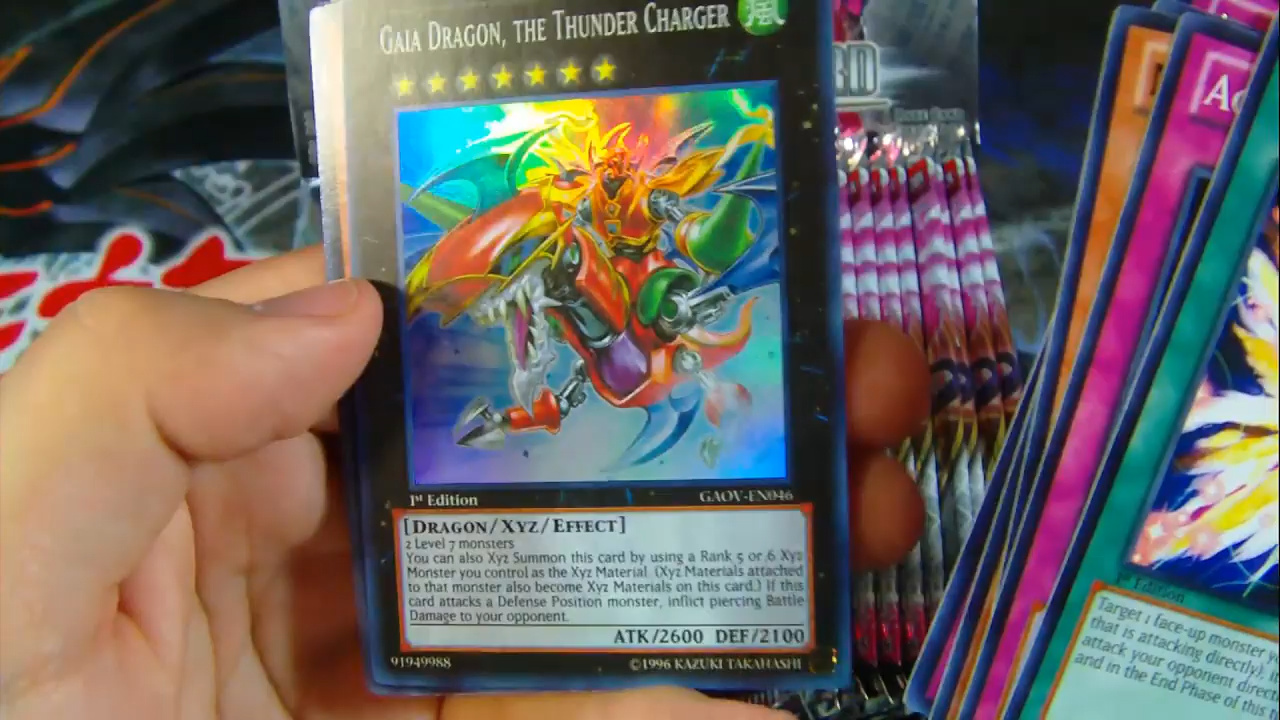 GAIA DRAGON, THE THUNDER CHARGER
風
1st Edition
GAOV-EN046
[DRAGON/XYZ/EFFECT]
2 Level 7 monsters
You can also Xyz Summon this card by using a Rank 5 or 6 Xyz
Monster you control as the Xyz Material. (Xyz Materials attached
to that monster also become Xyz Materials on this card.) If this
card attacks a Defense Position monster, inflict piercing Battle
Damage to your opponent.
ATK/2600 DEF/2100
91949988
©1996 KAZUKI TAKAHASHI
1st Edition
Target 1 face-up monster
that is attacking directly)
attack your opponent
and in the End Phase of this